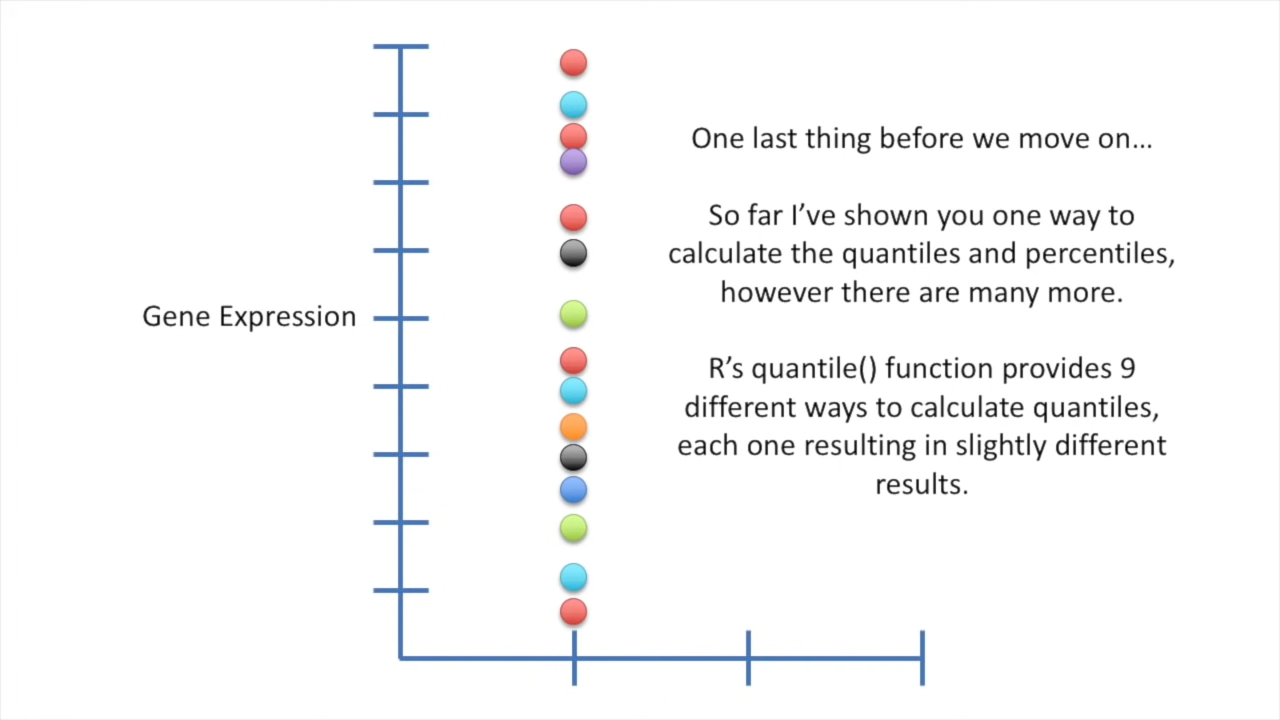 One last thing before we move on…
So far I’ve shown you one way to
calculate the quantiles and percentiles,
however there are many more.
Gene Expression
R’s quantile() function provides 9
different ways to calculate quantiles,
each one resulting in slightly different
results.